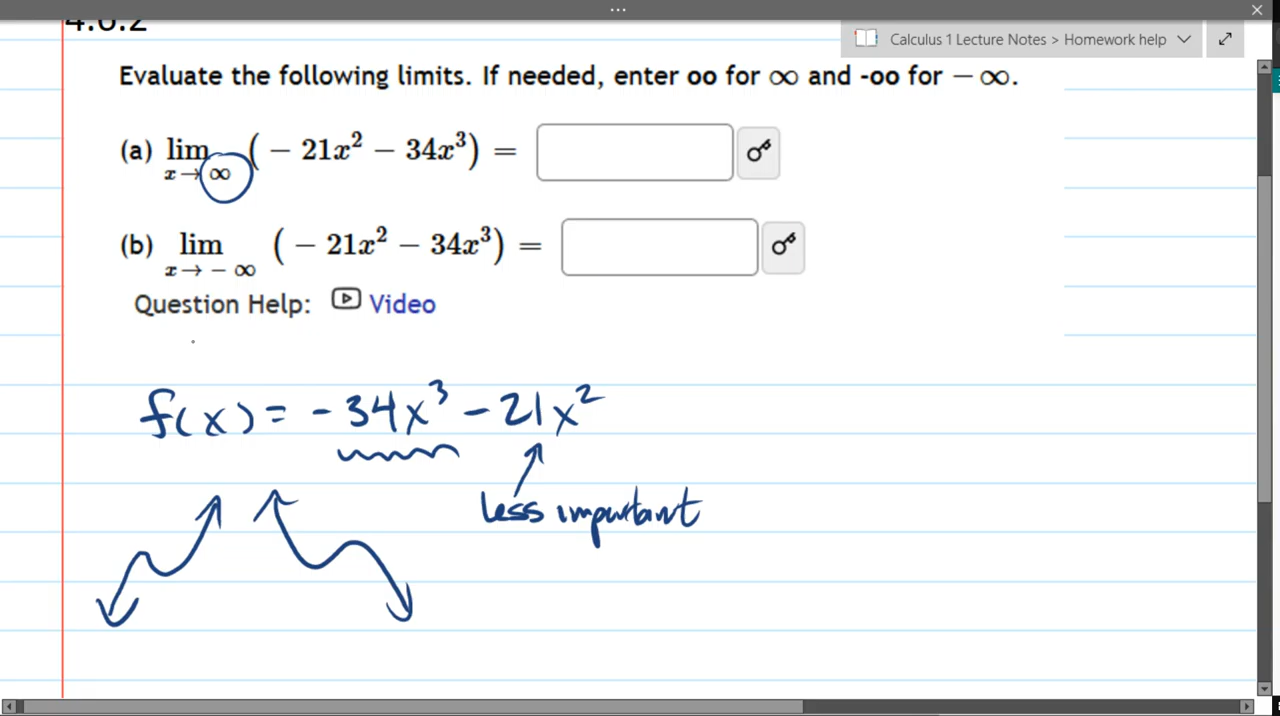 4.6.2
Calculus 1 Lecture Notes > Homework help
Evaluate the following limits. If needed, enter oo for ∞ and -oo for −∞.
(a) lim x→∞ (−21x² − 34x³) =
(b) lim x→−∞ (−21x² − 34x³) =
Question Help: Video
f(x) = -34x³ - 21x²
less important